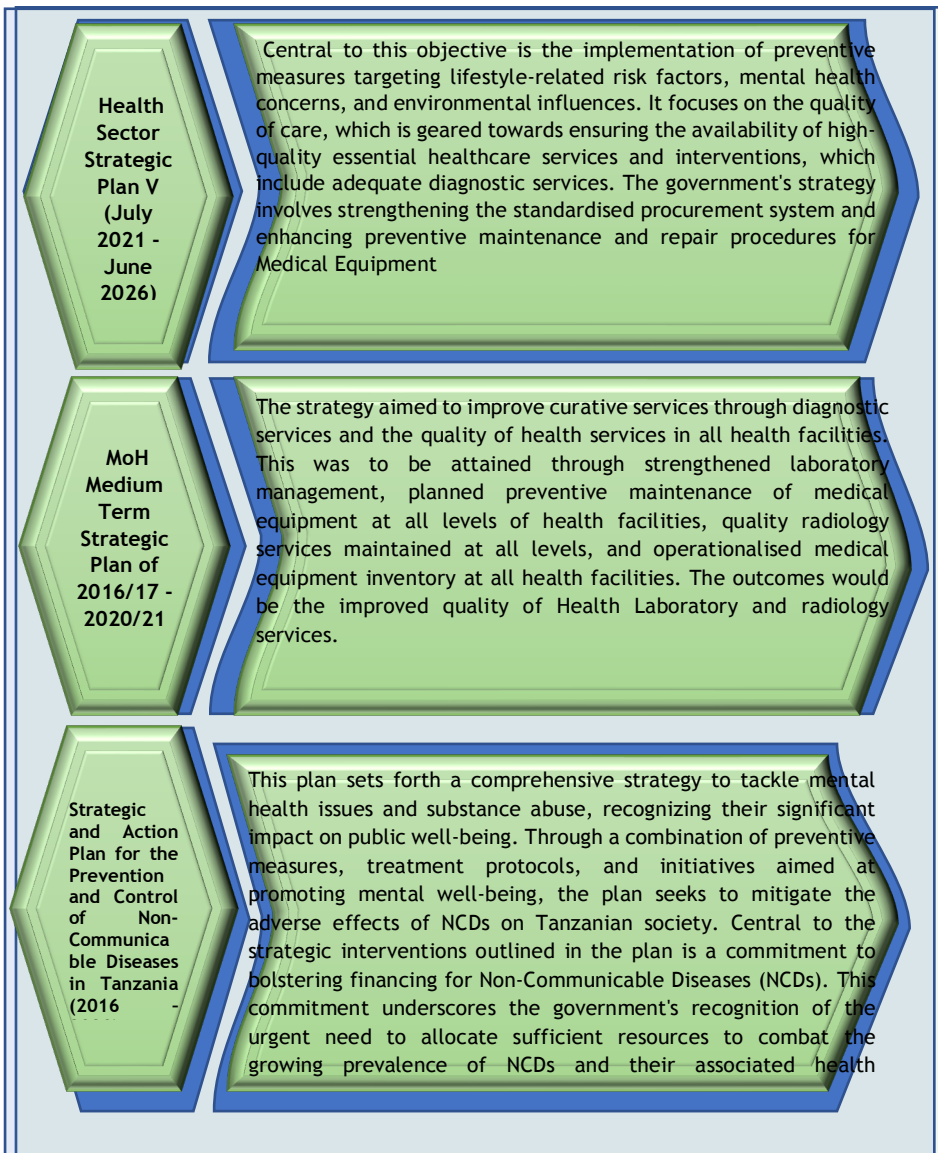 Health
Sector
Strategic
Plan V
(July
2021 -
June
2026)
Central to this objective is the implementation of preventive
measures targeting lifestyle-related risk factors, mental health
concerns, and environmental influences. It focuses on the quality
of care, which is geared towards ensuring the availability of high-
quality essential healthcare services and interventions, which
include adequate diagnostic services. The government's strategy
involves strengthening the standardised procurement system and
enhancing preventive maintenance and repair procedures for
Medical Equipment
MoH
Medium
Term
Strategic
Plan of
2016/17 -
2020/21
The strategy aimed to improve curative services through diagnostic
services and the quality of health services in all health facilities.
This was to be attained through strengthened laboratory
management, planned preventive maintenance of medical
equipment at all levels of health facilities, quality radiology
services maintained at all levels, and operationalised medical
equipment inventory at all health facilities. The outcomes would
be the improved quality of Health Laboratory and radiology
services.
Strategic
and Action
Plan for the
Prevention
and Control
of Non-
Communica
ble Diseases
in Tanzania
(2016 -
This plan sets forth a comprehensive strategy to tackle mental
health issues and substance abuse, recognizing their significant
impact on public well-being. Through a combination of preventive
measures, treatment protocols, and initiatives aimed at
promoting mental well-being, the plan seeks to mitigate the
adverse effects of NCDs on Tanzanian society. Central to the
strategic interventions outlined in the plan is a commitment to
bolstering financing for Non-Communicable Diseases (NCDs). This
commitment underscores the government's recognition of the
urgent need to allocate sufficient resources to combat the
growing prevalence of NCDs and their associated health